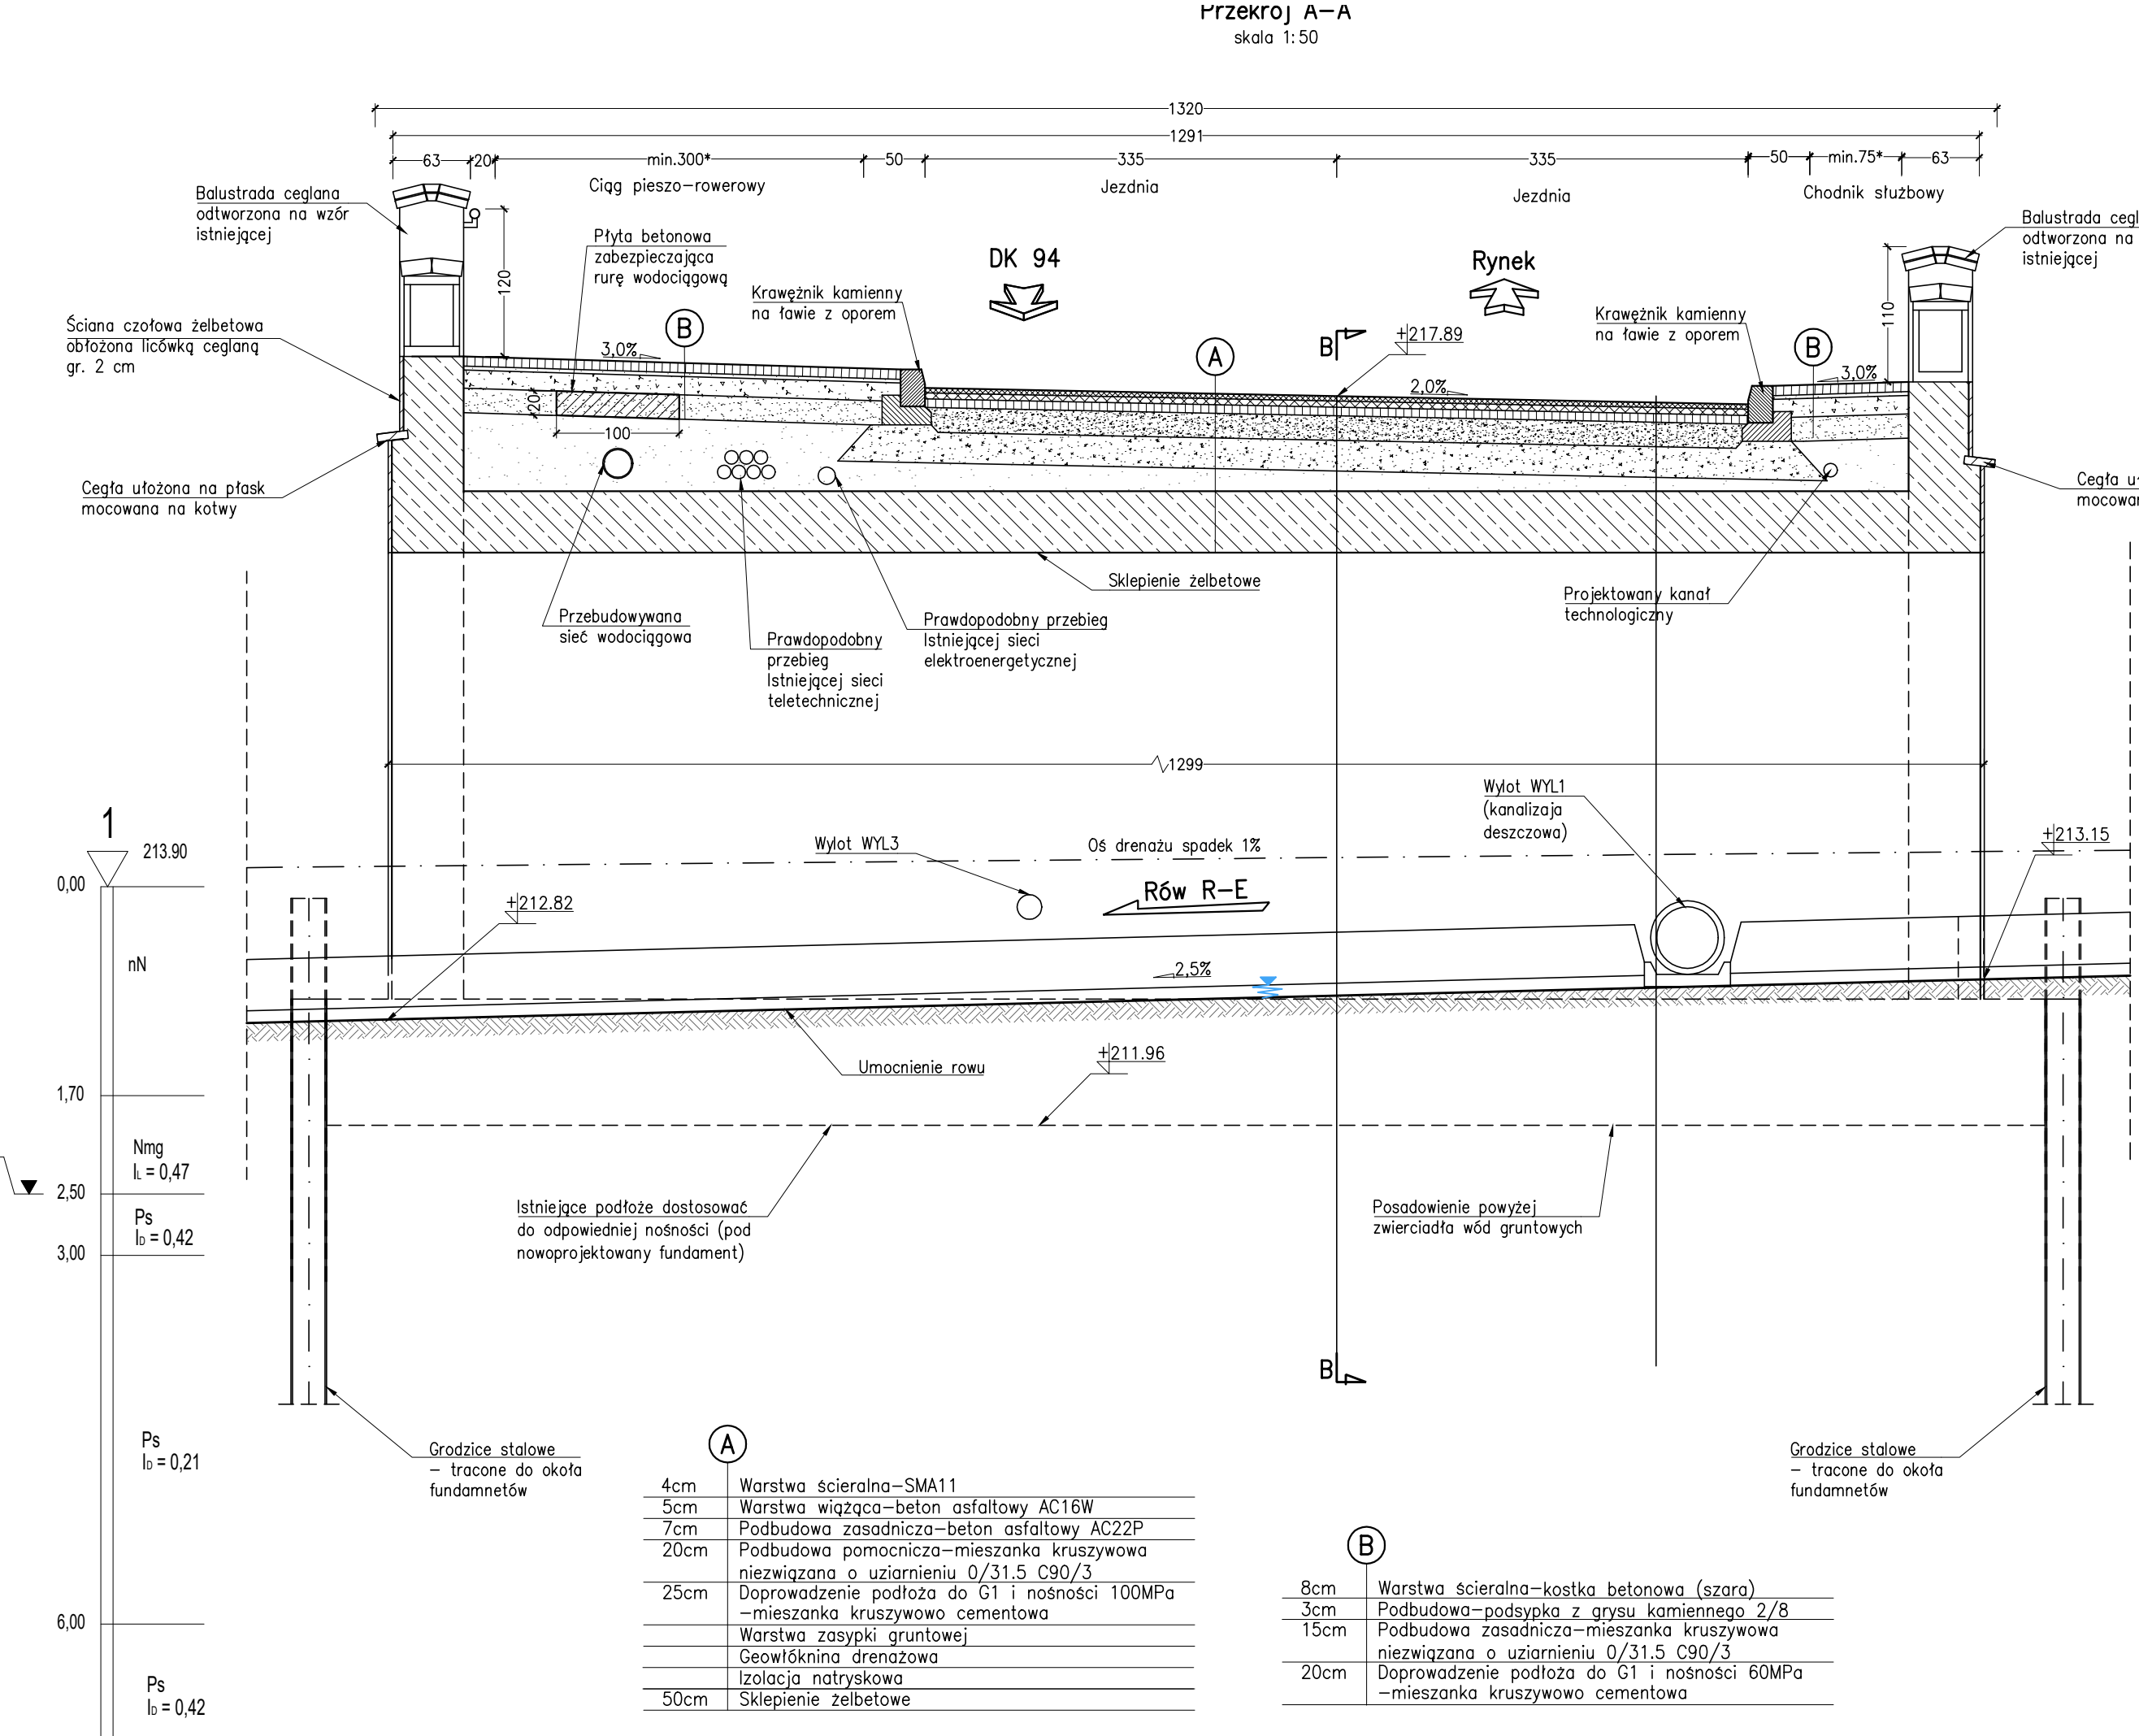 Przekrój A-A
skala 1:50
1320
1291
63
20
min.300*
50
335
335
50
min.75*
63
Ciąg pieszo-rowerowy
Jezdnia
Jezdnia
Chodnik służbowy
Balustrada ceglana
odtworzona na wzór
istniejącej
Balustrada cegl
odtworzona na
istniejącej
Płyta betonowa
zabezpieczająca
rurę wodociągową
120
DK 94
Rynek
Krawężnik kamienny
na ławie z oporem
Krawężnik kamienny
na ławie z oporem
110
Ściana czołowa żelbetowa
obłożona licówką ceglaną
gr. 2 cm
B
A
B
B
+217.89
3,0%
2,0%
3,0%
20
100
Cegła ułożona na płask
mocowana na kotwy
Cegła u
mocowan
Sklepienie żelbetowe
Przebudowywana
sieć wodociągowa
Prawdopodobny
przebieg
Istniejącej sieci
teletechnicznej
Prawdopodobny przebieg
Istniejącej sieci
elektroenergetycznej
Projektowany kanał
technologiczny
1299
Wylot WYL1
(kanalizaja
deszczowa)
1
213.90
Wylot WYL3
Oś drenażu spadek 1%
+213.15
0,00
Rów R-E
+212.82
nN
2,5%
Umocnienie rowu
+211.96
1,70
Nmg
IL = 0,47
2,50
Ps
ID = 0,42
3,00
Istniejące podłoże dostosować
do odpowiedniej nośności (pod
nowoprojektowany fundament)
Posadowienie powyżej
zwierciadła wód gruntowych
B
Ps
ID = 0,21
Grodzice stalowe
- tracone do okoła
fundamnetów
Grodzice stalowe
- tracone do okoła
fundamnetów
A
4cm Warstwa ścieralna-SMA11
5cm Warstwa wiążąca-beton asfaltowy AC16W
7cm Podbudowa zasadnicza-beton asfaltowy AC22P
20cm Podbudowa pomocnicza-mieszanka kruszywowa
niezwiązana o uziarnieniu 0/31.5 C90/3
25cm Doprowadzenie podłoża do G1 i nośności 100MPa
-mieszanka kruszywowo cementowa
Warstwa zasypki gruntowej
Geowłóknina drenażowa
Izolacja natryskowa
50cm Sklepienie żelbetowe
B
8cm Warstwa ścieralna-kostka betonowa (szara)
3cm Podbudowa-podsypka z grysu kamiennego 2/8
15cm Podbudowa zasadnicza-mieszanka kruszywowa
niezwiązana o uziarnieniu 0/31.5 C90/3
20cm Doprowadzenie podłoża do G1 i nośności 60MPa
-mieszanka kruszywowo cementowa
6,00
Ps
ID = 0,42